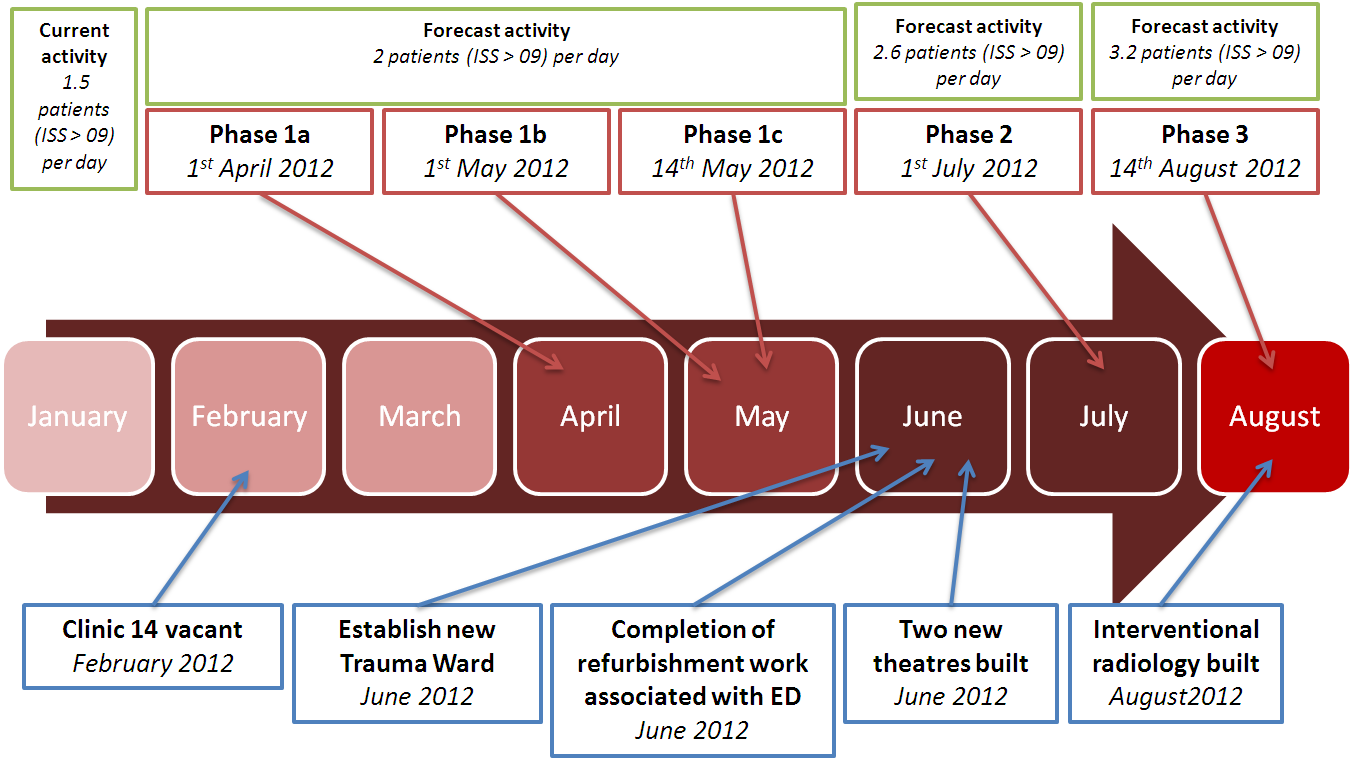 Current
activity
1.5
patients
(ISS > 09)
per day
Forecast activity
2 patients (ISS > 09) per day
Forecast activity
2.6 patients (ISS > 09)
per day
Forecast activity
3.2 patients (ISS > 09)
per day
Phase 1a
1st April 2012
Phase 1b
1st May 2012
Phase 1c
14th May 2012
Phase 2
1st July 2012
Phase 3
14th August 2012
January
February
March
April
May
June
July
August
Clinic 14 vacant
February 2012
Establish new
Trauma Ward
June 2012
Completion of
refurbishment work
associated with ED
June 2012
Two new
theatres built
June 2012
Interventional
radiology built
August2012